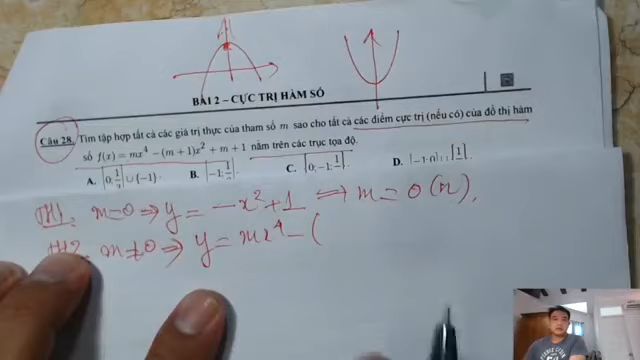 BÀI 2 – CỰC TRỊ HÀM SỐ
Câu 28. Tìm tập hợp tất cả các giá trị thực của tham số m sao cho tất cả các điểm cực trị (nếu có) của đồ thị hàm
số f(x) = mx⁴ – (m + 1)x² + m + 1 nằm trên các trục tọa độ.
A. B. C. D.
TH1. m=0 ⇒ y = -x²+1 ⇒ m = 0 (n).
TH2. m≠0 ⇒ y = mx⁴ - (